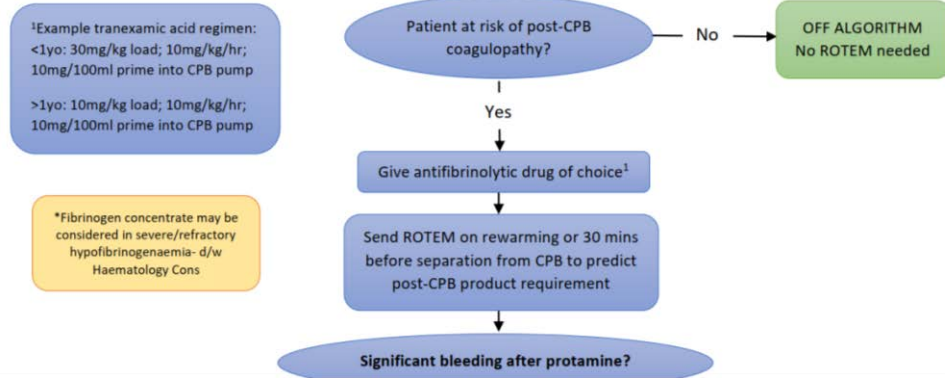 ¹Example tranexamic acid regimen:
<1yo: 30mg/kg load; 10mg/kg/hr;
10mg/100ml prime into CPB pump
>1yo: 10mg/kg load; 10mg/kg/hr;
10mg/100ml prime into CPB pump
Patient at risk of post-CPB
coagulopathy?
No
OFF ALGORITHM
No ROTEM needed
Yes
Give antifibrinolytic drug of choice¹
*Fibrinogen concentrate may be
considered in severe/refractory
hypofibrinogenaemia- d/w
Haematology Cons
Send ROTEM on rewarming or 30 mins
before separation from CPB to predict
post-CPB product requirement
Significant bleeding after protamine?